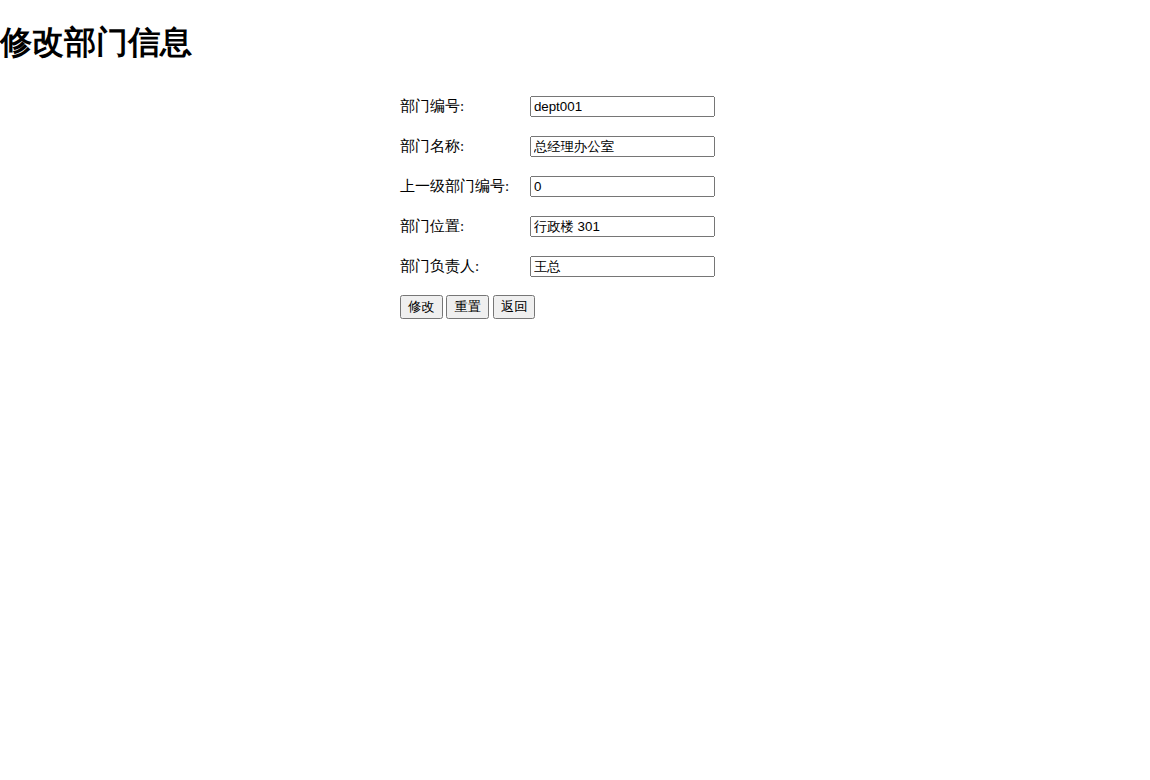 修改部门信息
部门编号: dept001
部门名称: 总经理办公室
上一级部门编号: 0
部门位置: 行政楼 301
部门负责人: 王总
修改 重置 返回